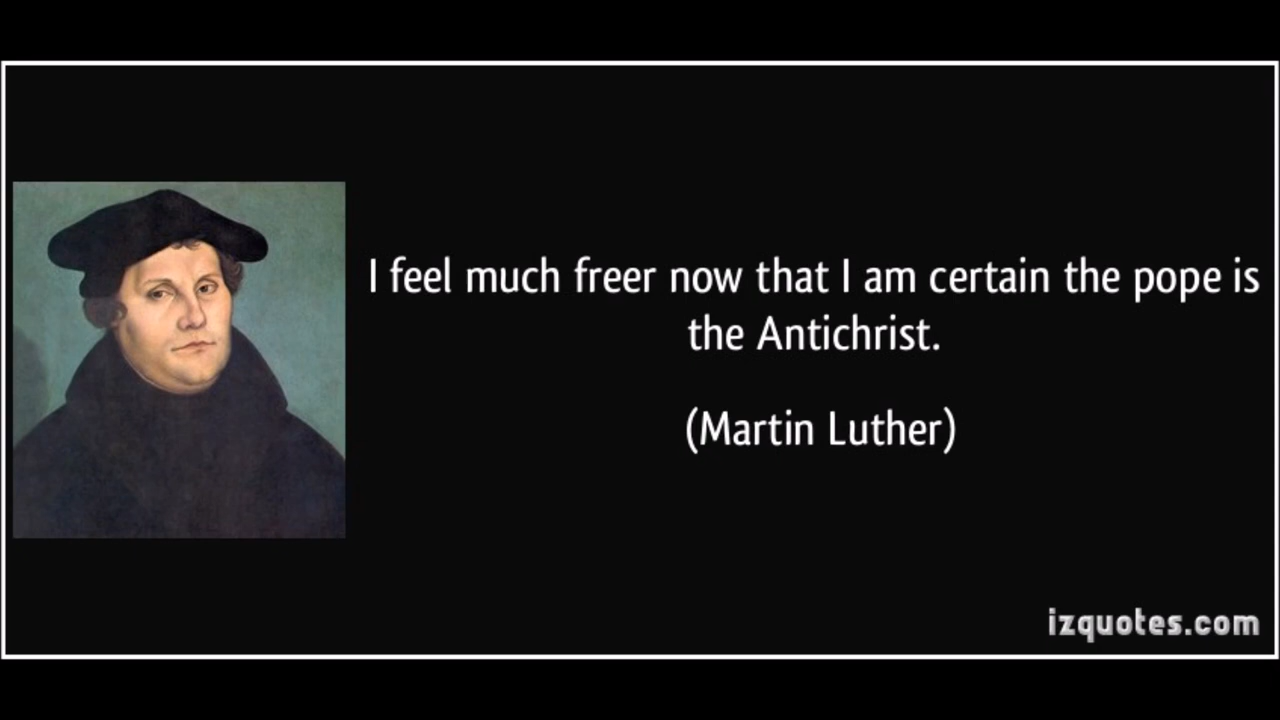 I feel much freer now that I am certain the pope is
the Antichrist.
(Martin Luther)
izquotes.com